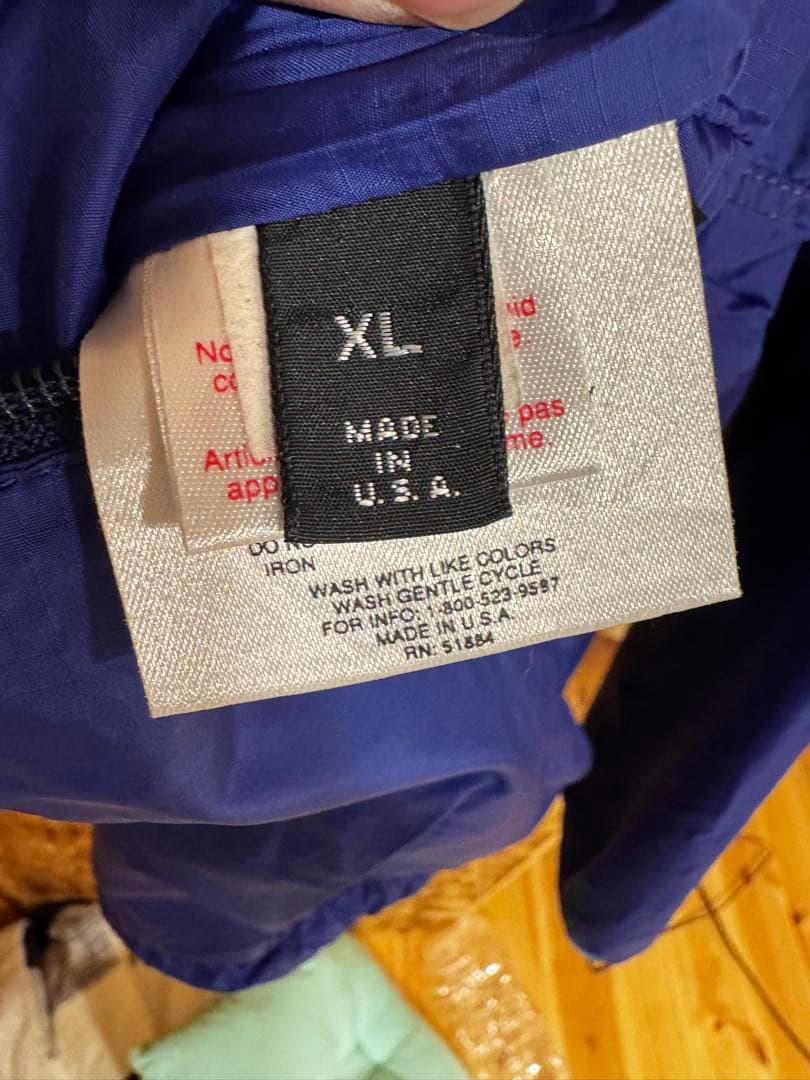 XL
MADE
IN
U.S.A.
pas
IRON
WASH WITH LIKE COLORS
WASH GENTLE CYCLE
FOR INFO: 1-800-523-9597
MADE IN U.S.A.
RN: 51884